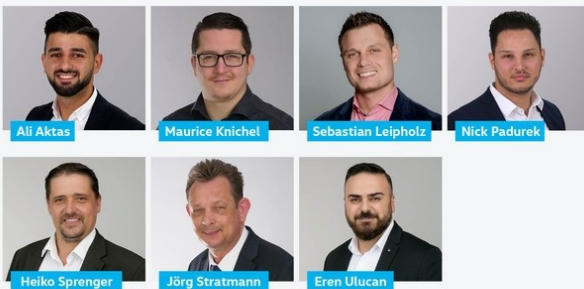 Ali Aktas
Maurice Knichel
Sebastian Leipholz
Nick Padurek
Heiko Sprenger
Jörg Stratmann
Eren Ulucan